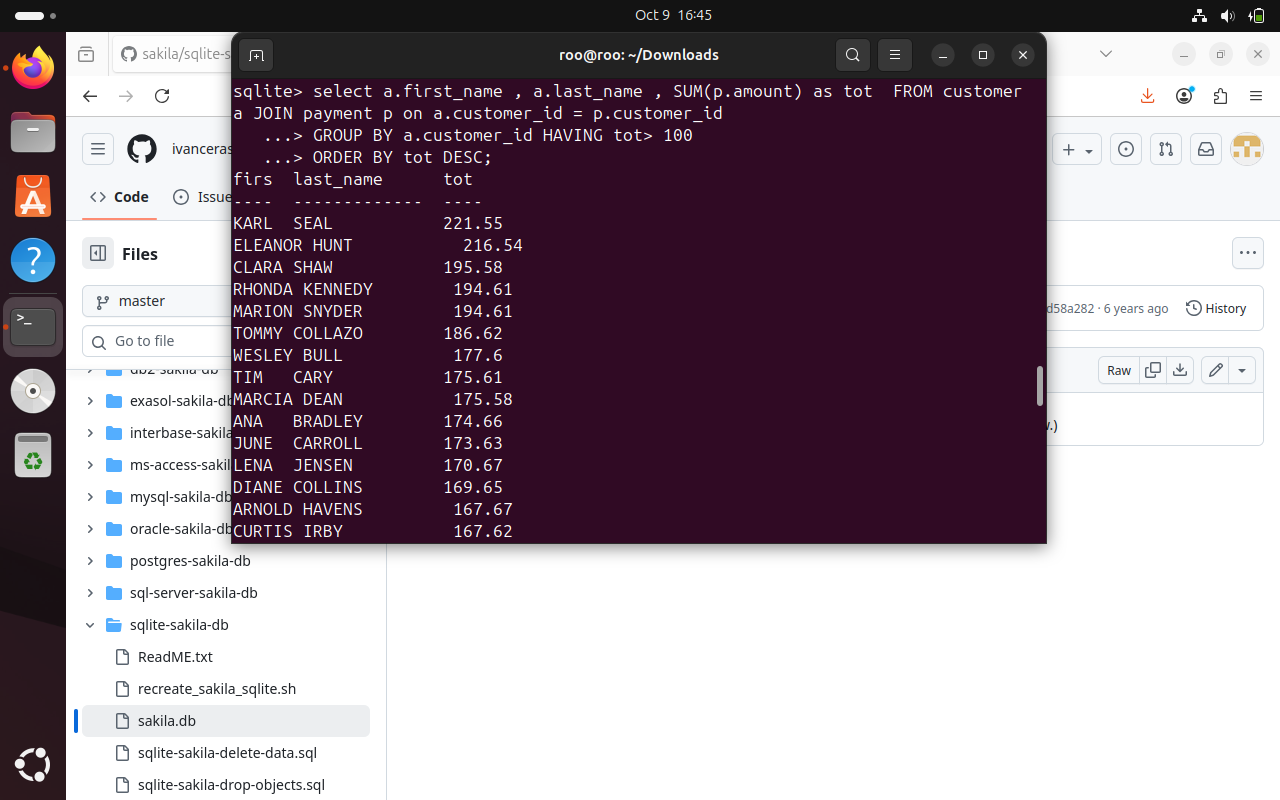 Oct 9 16:45
sakila/sqlite-s
roo@roo: ~/Downloads
sqlite> select a.first_name , a.last_name , SUM(p.amount) as tot  FROM customer
a JOIN payment p on a.customer_id = p.customer_id
   ...> GROUP BY a.customer_id HAVING tot> 100
   ...> ORDER BY tot DESC;
firs  last_name      tot
----  -------------  ----
KARL  SEAL           221.55
ELEANOR HUNT           216.54
CLARA SHAW           195.58
RHONDA KENNEDY        194.61
MARION SNYDER         194.61
TOMMY COLLAZO        186.62
WESLEY BULL           177.6
TIM   CARY           175.61
MARCIA DEAN           175.58
ANA   BRADLEY        174.66
JUNE  CARROLL        173.63
LENA  JENSEN         170.67
DIANE COLLINS        169.65
ARNOLD HAVENS         167.67
CURTIS IRBY           167.62
ivanceras
Code
Issue
Files
master
Go to file
db2-sakila-db
exasol-sakila-db
interbase-sakila
ms-access-sakil
mysql-sakila-db
oracle-sakila-db
postgres-sakila-db
sql-server-sakila-db
sqlite-sakila-db
ReadME.txt
recreate_sakila_sqlite.sh
sakila.db
sqlite-sakila-delete-data.sql
sqlite-sakila-drop-objects.sql
d58a282 · 6 years ago
History
Raw
w.)